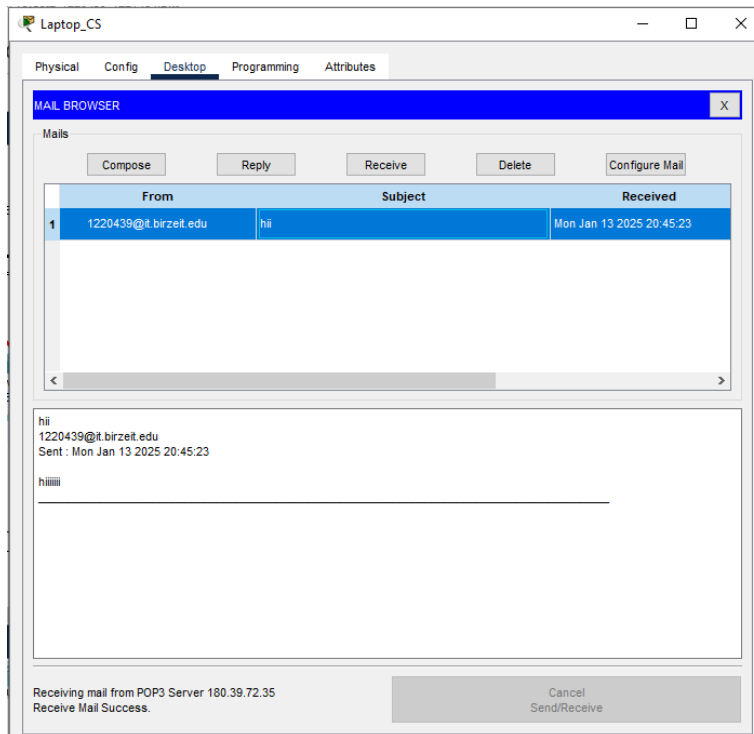 Laptop_CS
Physical Config Desktop Programming Attributes
MAIL BROWSER X
Mails
Compose Reply Receive Delete Configure Mail
From Subject Received
1 1220439@it.birzeit.edu hii Mon Jan 13 2025 20:45:23
hii
1220439@it.birzeit.edu
Sent : Mon Jan 13 2025 20:45:23
hiiiiiii
Receiving mail from POP3 Server 180.39.72.35
Receive Mail Success.
Cancel
Send/Receive